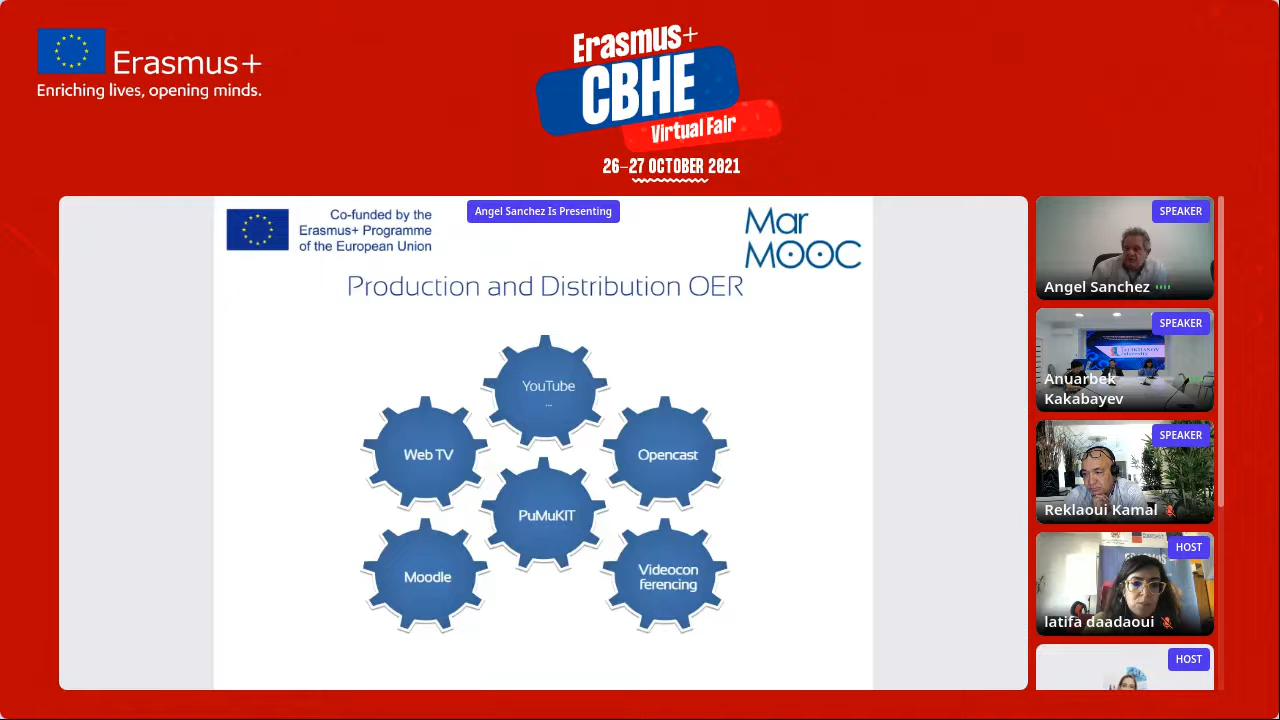 Erasmus+
Enriching lives, opening minds.
Erasmus+
CBHE
Virtual Fair
26–27 OCTOBER 2021
Co-funded by the
Erasmus+ Programme
of the European Union
Angel Sanchez Is Presenting
Mar
MOOC
Production and Distribution OER
YouTube
...
Web TV
Opencast
PuMuKIT
Moodle
Videocon
ferencing
SPEAKER
Angel Sanchez
SPEAKER
Anuarbek
Kakabayev
SPEAKER
Reklaoui Kamal
HOST
latifa daadaoui
HOST